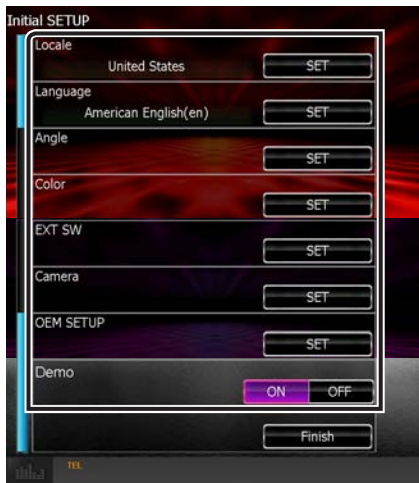 Initial SETUP
Locale
United States SET
Language
American English(en) SET
Angle
SET
Color
SET
EXT SW
SET
Camera
SET
OEM SETUP
SET
Demo
ON OFF
Finish
TEL